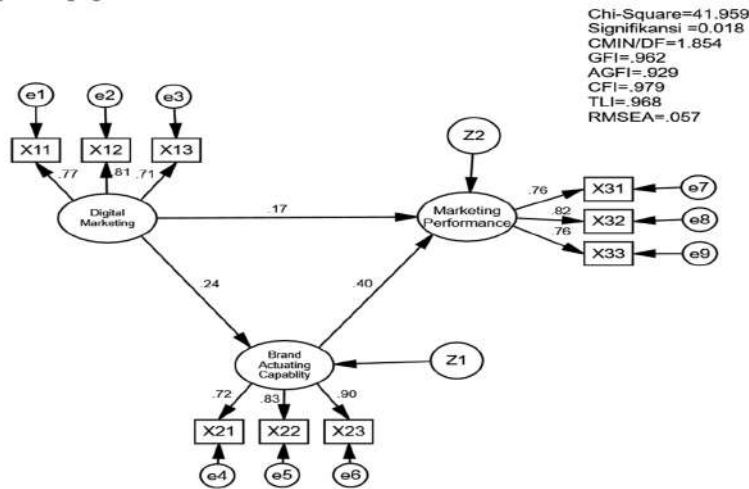 Chi-Square=41.959
Signifikansi =0.018
CMIN/DF=1.854
GFI=.962
AGFI=.929
CFI=.979
TLI=.968
RMSEA=.057
e1
e2
e3
X11
X12
X13
.77
.81
.71
Digital
Marketing
Z2
.17
Marketing
Performance
.76
X31
e7
.82
X32
e8
.76
X33
e9
.24
.40
Brand
Actuating
Capablity
Z1
.72
.83
.90
X21
X22
X23
e4
e5
e6